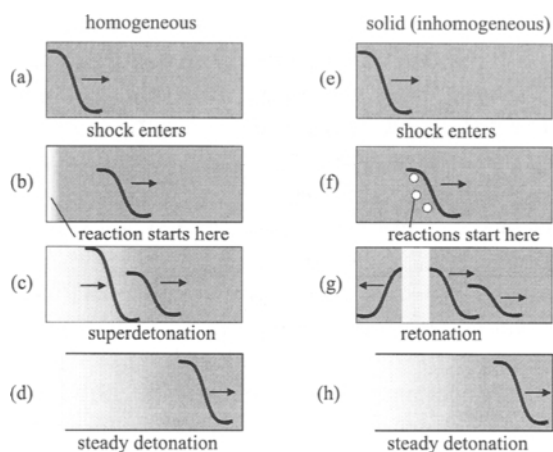 homogeneous
solid (inhomogeneous)
(a)
shock enters
(e)
shock enters
(b)
reaction starts here
(f)
reactions start here
(c)
superdetonation
(g)
retonation
(d)
steady detonation
(h)
steady detonation